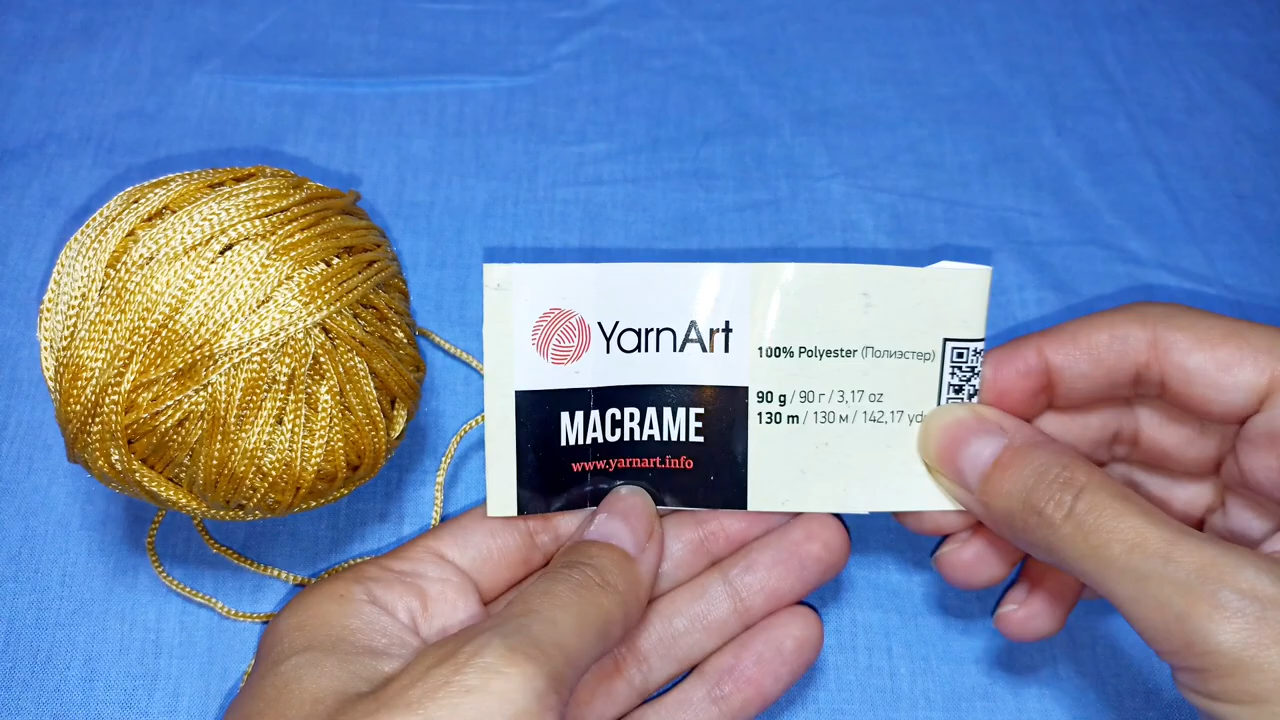 YarnArt
MACRAME
www.yarnart.info
100% Polyester (Полиэстер)
90 g / 90 г / 3,17 oz
130 m / 130 м / 142,17 yd